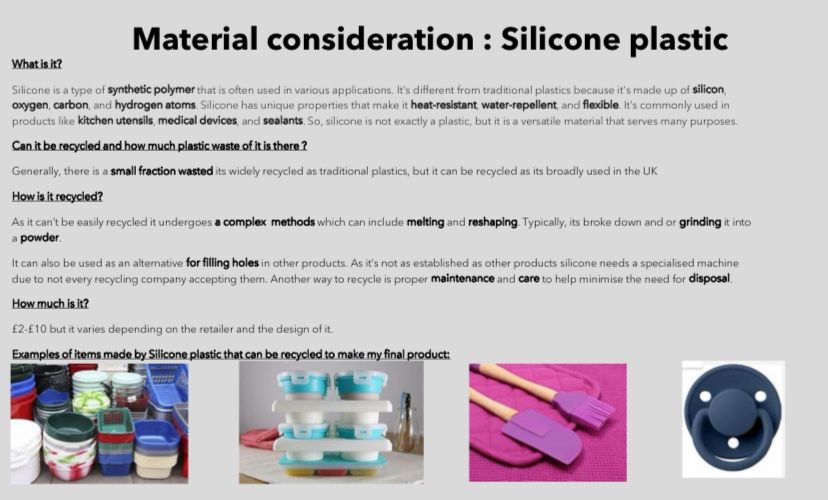 Material consideration : Silicone plastic
What is it?
Silicone is a type of synthetic polymer that is often used in various applications. It's different from traditional plastics because it's made up of silicon,
oxygen, carbon, and hydrogen atoms. Silicone has unique properties that make it heat-resistant, water-repellent, and flexible. It's commonly used in
products like kitchen utensils, medical devices, and sealants. So, silicone is not exactly a plastic, but it is a versatile material that serves many purposes.
Can it be recycled and how much plastic waste of it is there ?
Generally, there is a small fraction wasted its widely recycled as traditional plastics, but it can be recycled as its broadly used in the UK
How is it recycled?
As it can't be easily recycled it undergoes a complex methods which can include melting and reshaping. Typically, its broke down and or grinding it into
a powder.
It can also be used as an alternative for filling holes in other products. As it's not as established as other products silicone needs a specialised machine
due to not every recycling company accepting them. Another way to recycle is proper maintenance and care to help minimise the need for disposal.
How much is it?
£2-£10 but it varies depending on the retailer and the design of it.
Examples of items made by Silicone plastic that can be recycled to make my final product: